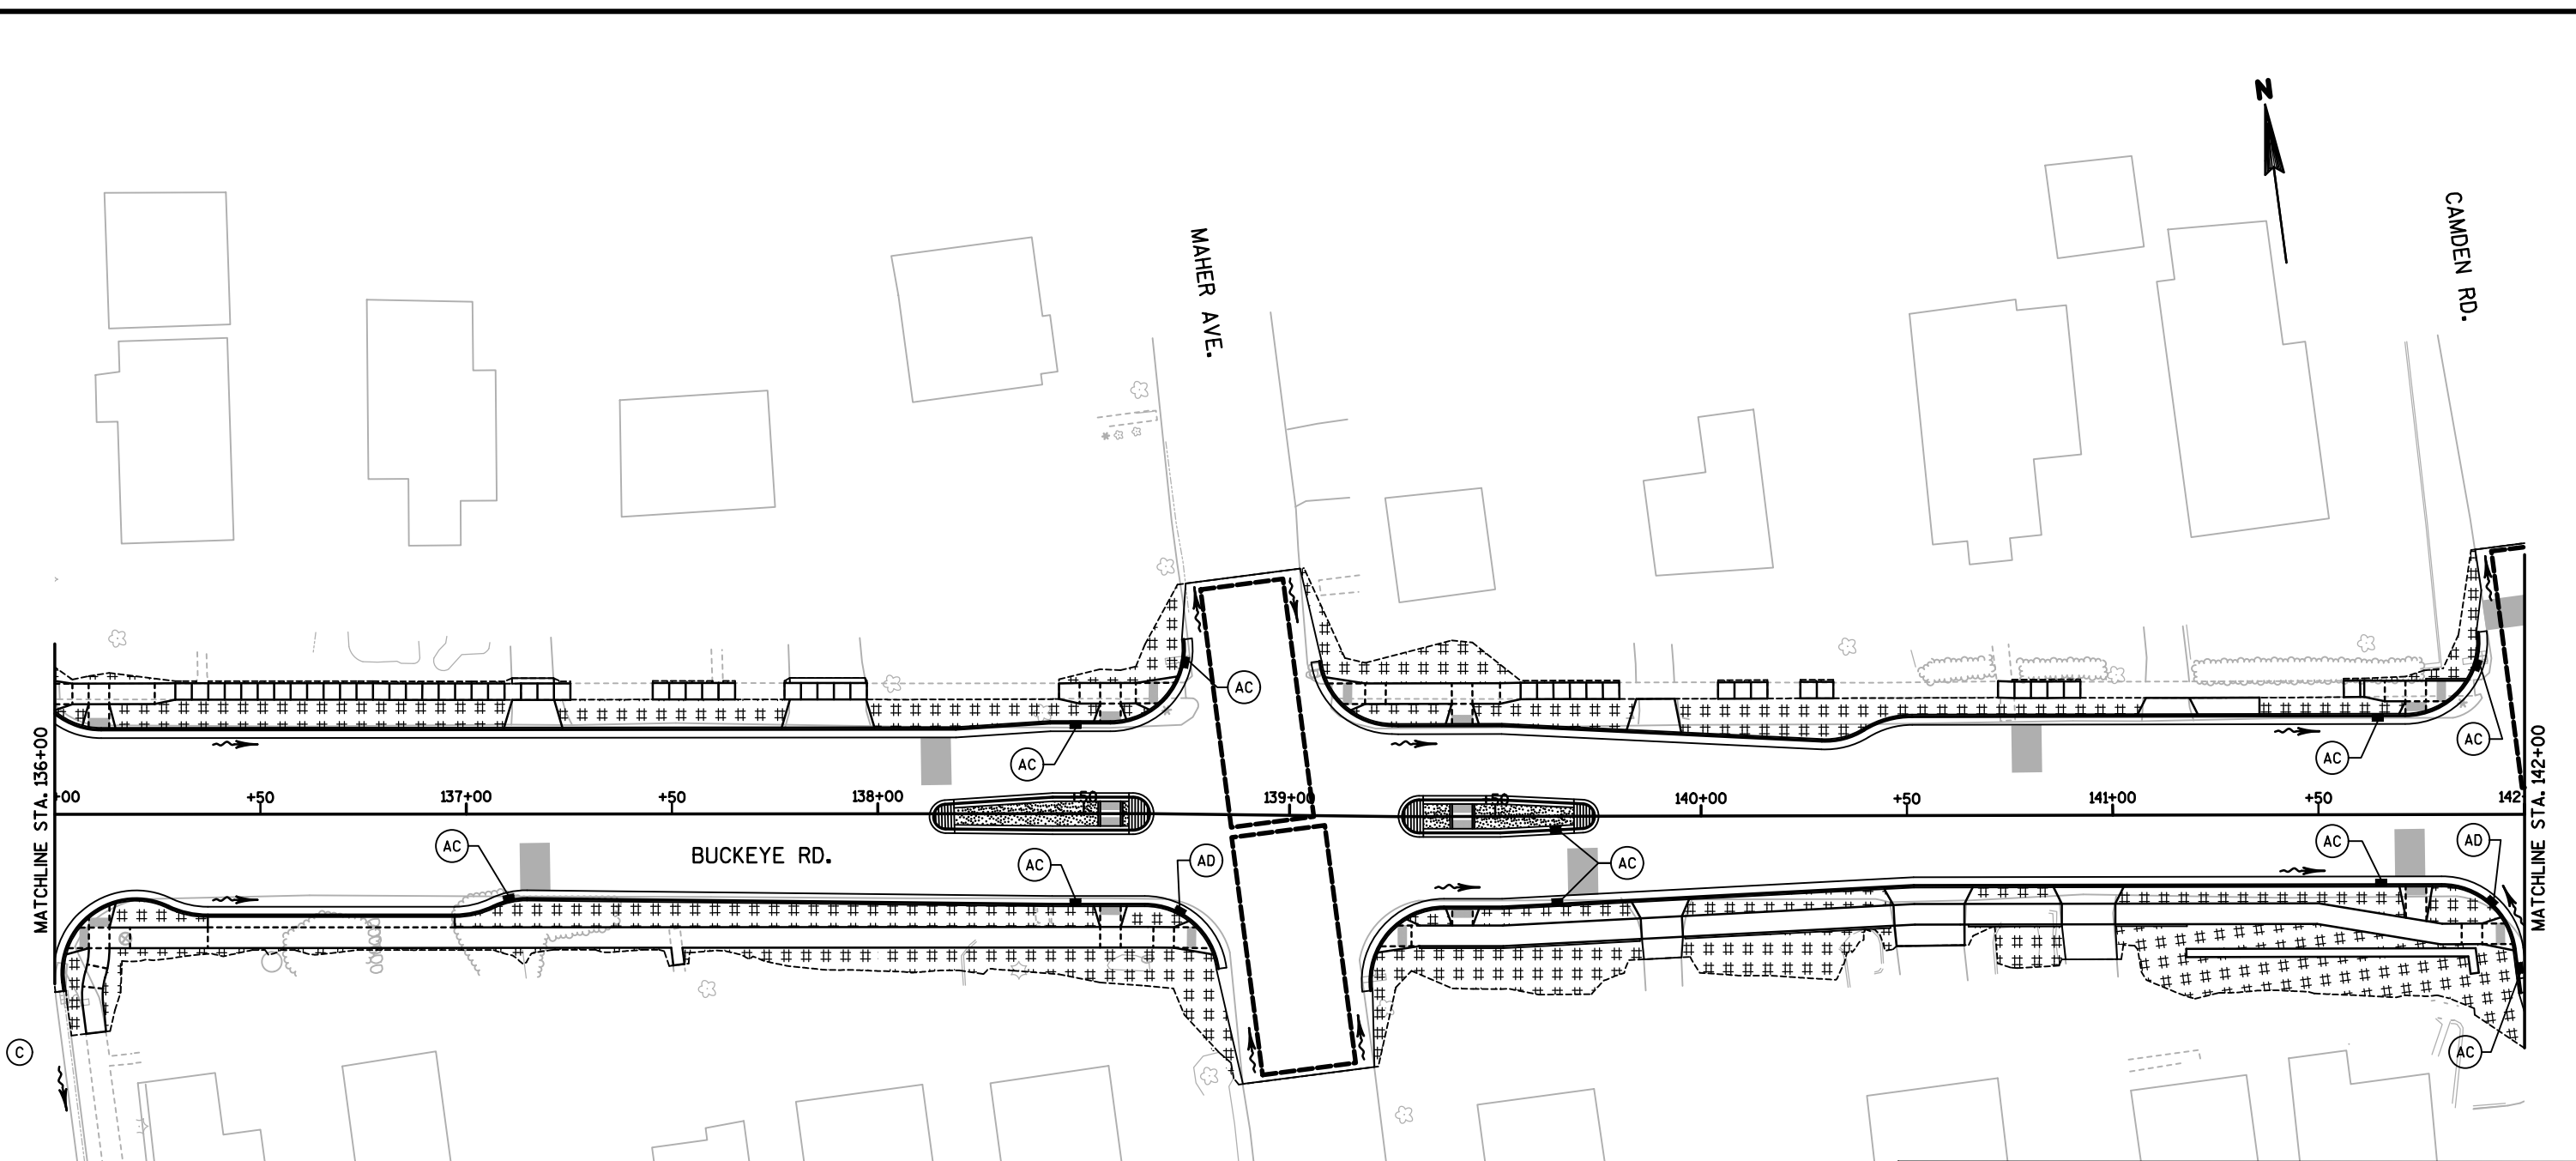 N
CAMDEN RD.
MAHER AVE.
AC
AC
AC
AC
MATCHLINE STA. 136+00
+00
+50
137+00
+50
138+00
+50
139+00
+50
140+00
+50
141+00
+50
142
MATCHLINE STA. 142+00
AC
BUCKEYE RD.
AC
AD
AC
AC
AD
C
AC